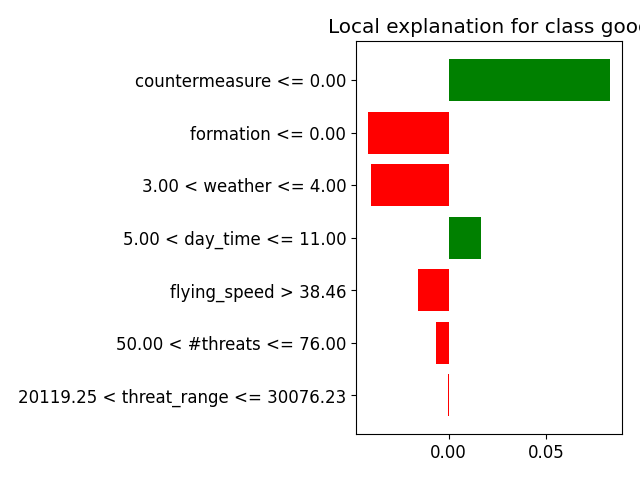 Local explanation for class good
countermeasure <= 0.00
formation <= 0.00
3.00 < weather <= 4.00
5.00 < day_time <= 11.00
flying_speed > 38.46
50.00 < #threats <= 76.00
20119.25 < threat_range <= 30076.23
0.00 0.05